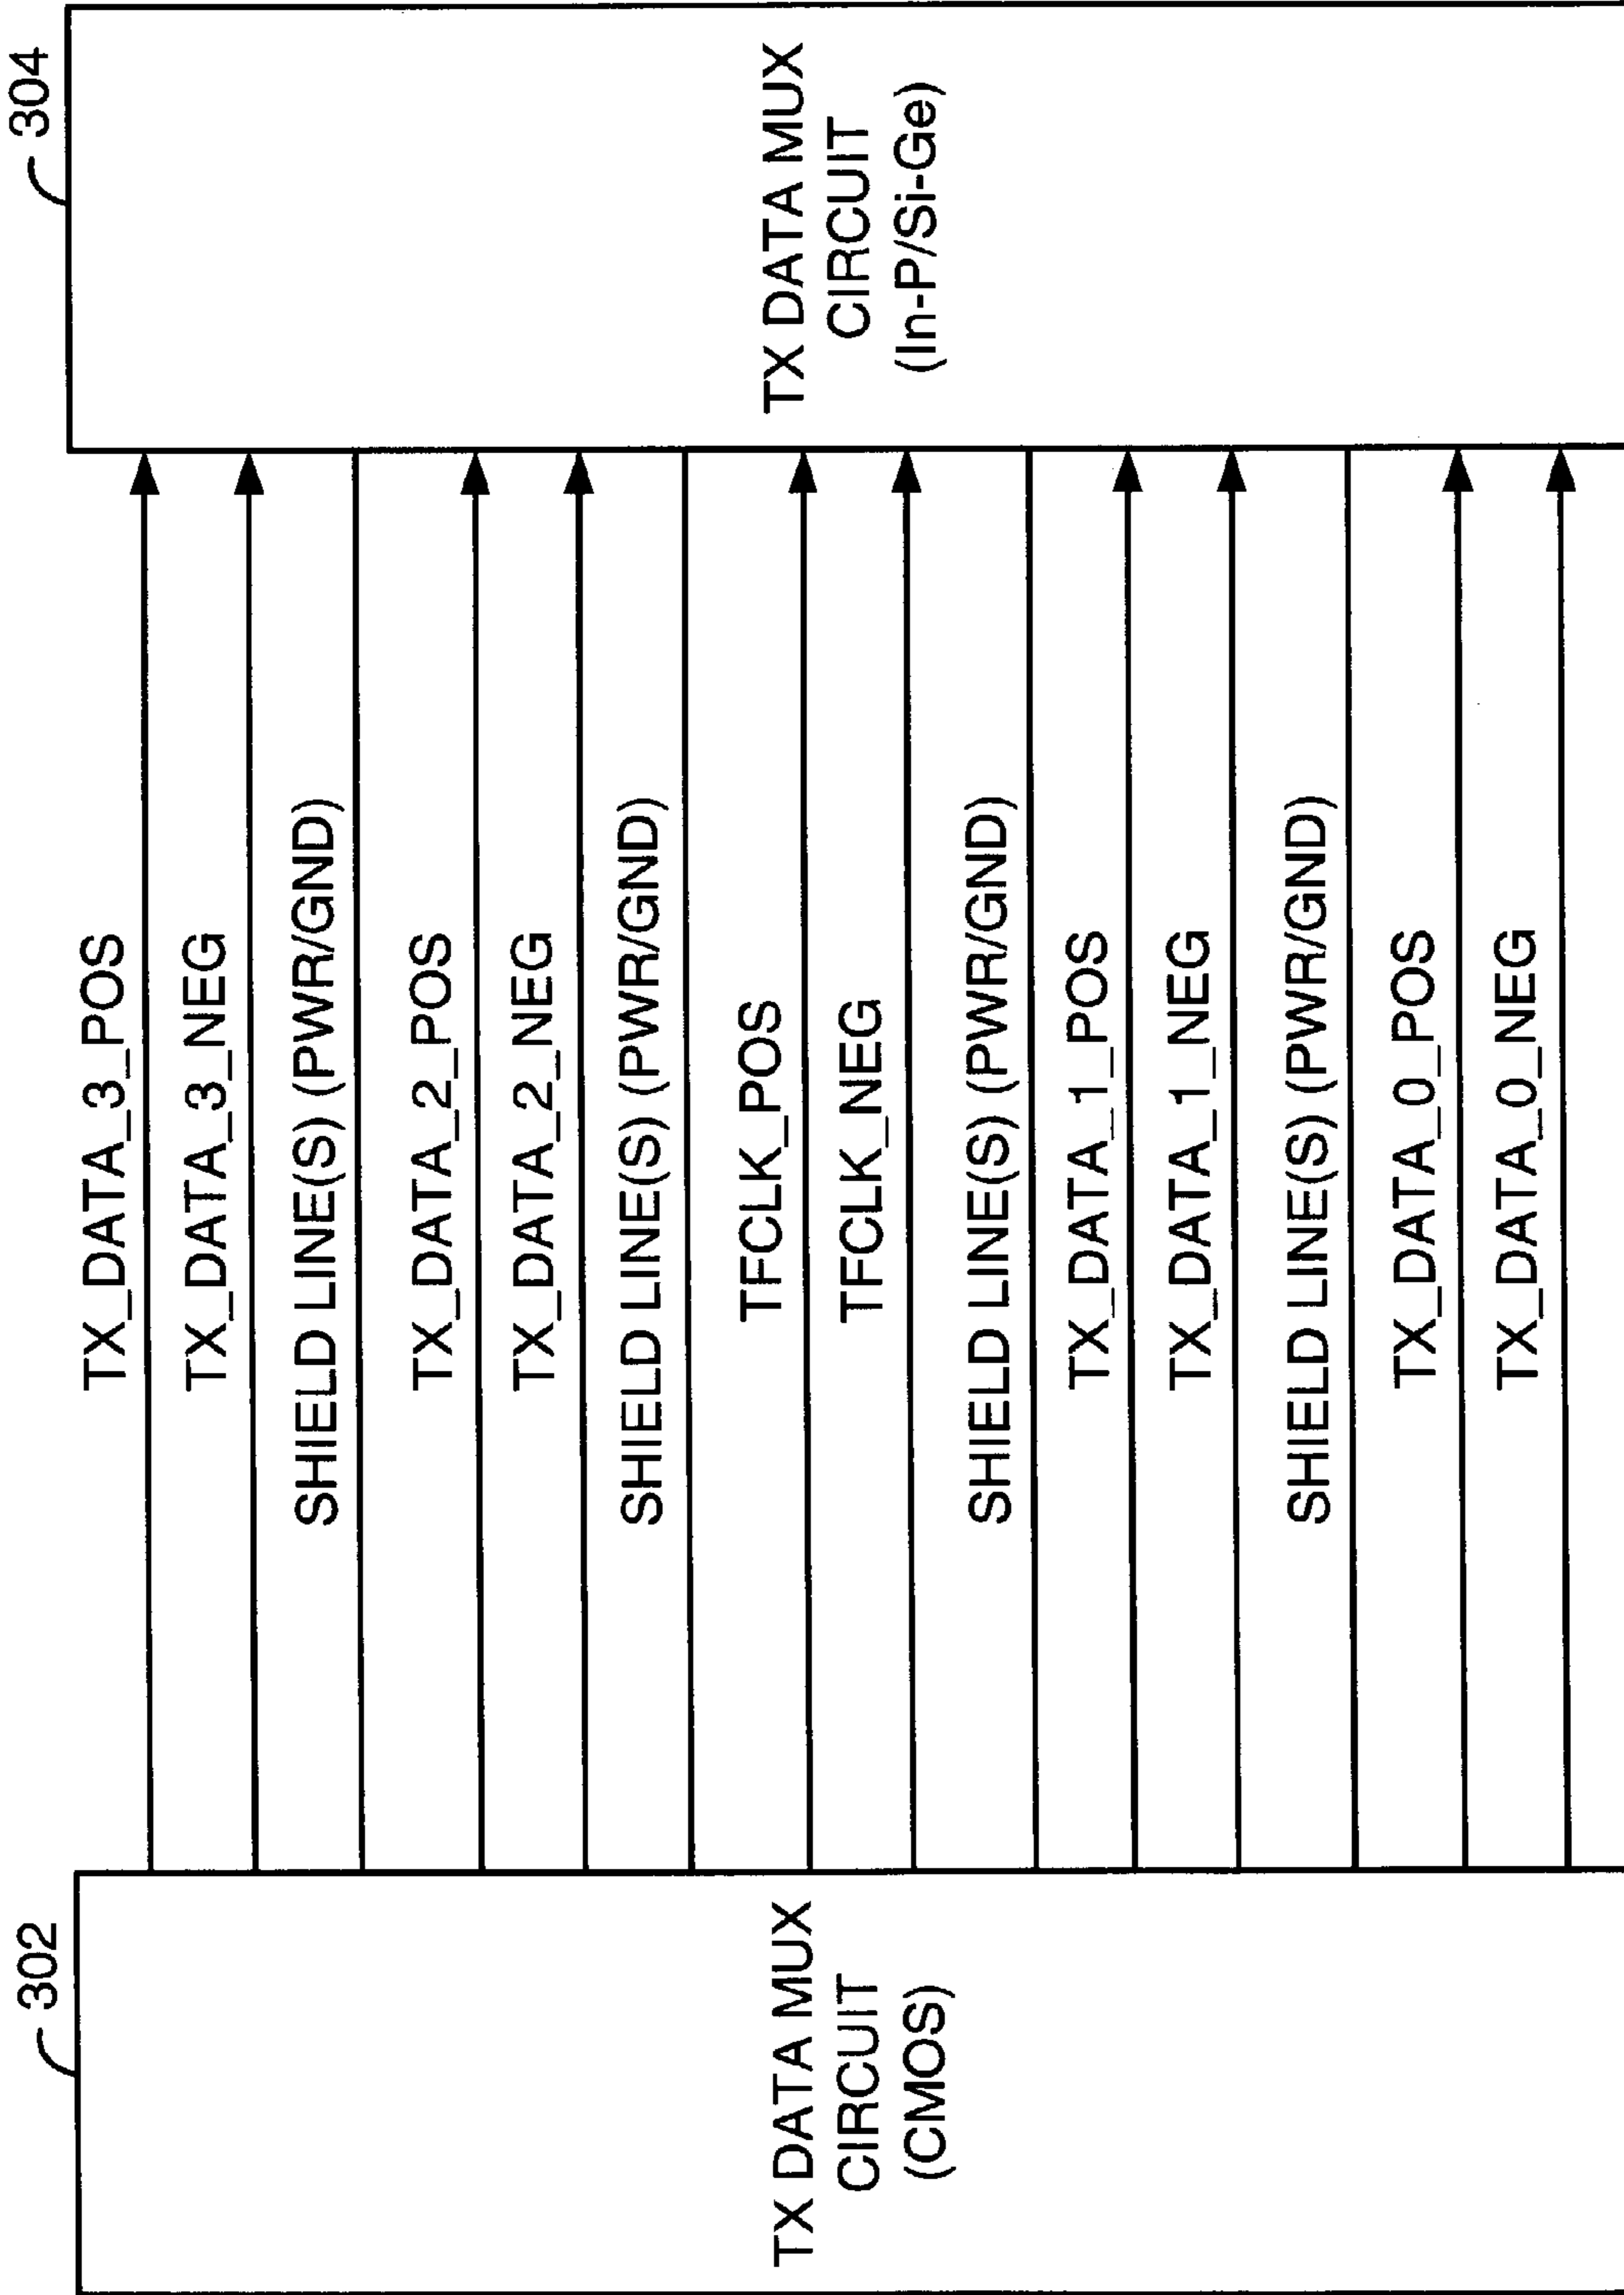 302
TX DATA MUX
CIRCUIT
(CMOS)
TX_DATA_3_POS
TX_DATA_3_NEG
SHIELD LINE(S) (PWR/GND)
TX_DATA_2_POS
TX_DATA_2_NEG
SHIELD LINE(S) (PWR/GND)
TFCLK_POS
TFCLK_NEG
SHIELD LINE(S) (PWR/GND)
TX_DATA_1_POS
TX_DATA_1_NEG
SHIELD LINE(S) (PWR/GND)
TX_DATA_0_POS
TX_DATA_0_NEG
304
TX DATA MUX
CIRCUIT
(In-P/Si-Ge)